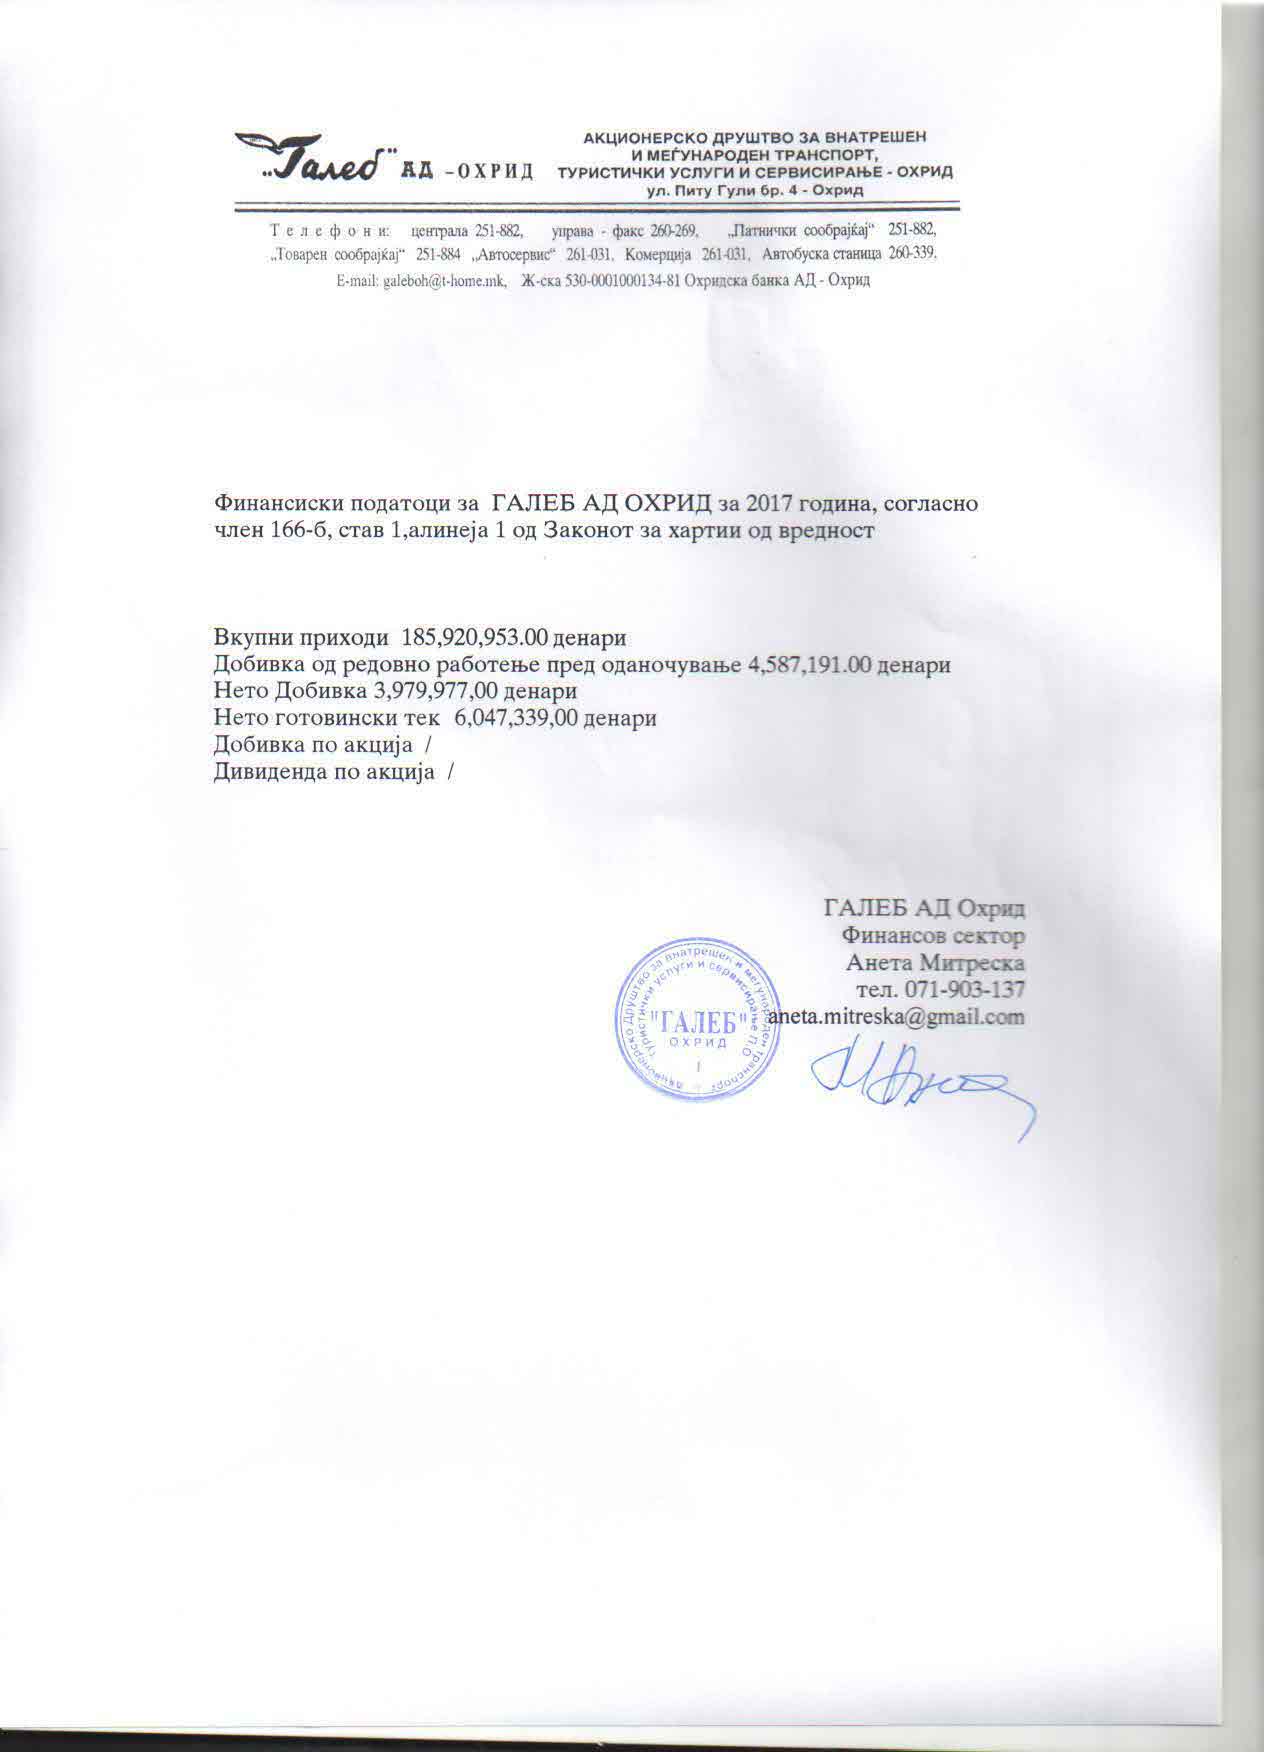 „Галеб" АД - ОХРИД
АКЦИОНЕРСКО ДРУШТВО ЗА ВНАТРЕШЕН
И МЕЃУНАРОДЕН ТРАНСПОРТ,
ТУРИСТИЧКИ УСЛУГИ И СЕРВИСИРАЊЕ - ОХРИД
ул. Питу Гули бр. 4 - Охрид
Т е л е ф о н и: централа 251-882, управа - факс 260-269, „Патнички сообраќај“ 251-882,
„Товарен сообраќај“ 251-884 „Автосервис“ 261-031, Комерција 261-031, Автобуска станица 260-339.
E-mail: galeboh@t-home.mk, Ж-ска 530-0001000134-81 Охридска банка АД - Охрид
Финансиски податоци за ГАЛЕБ АД ОХРИД за 2017 година, согласно
член 166-б, став 1,алинеја 1 од Законот за хартии од вредност
Вкупни приходи 185,920,953.00 денари
Добивка од редовно работење пред оданочување 4,587,191.00 денари
Нето Добивка 3,979,977,00 денари
Нето готовински тек 6,047,339,00 денари
Добивка по акција /
Дивиденда по акција /
ГАЛЕБ АД Охрид
Финансов сектор
Анета Митреска
тел. 071-903-137
aneta.mitreska@gmail.com
акционерско друштво за внатрешен и меѓународен транспорт
туристички услуги и сервисирање П.О
"ГАЛЕБ"
ОХРИД
1